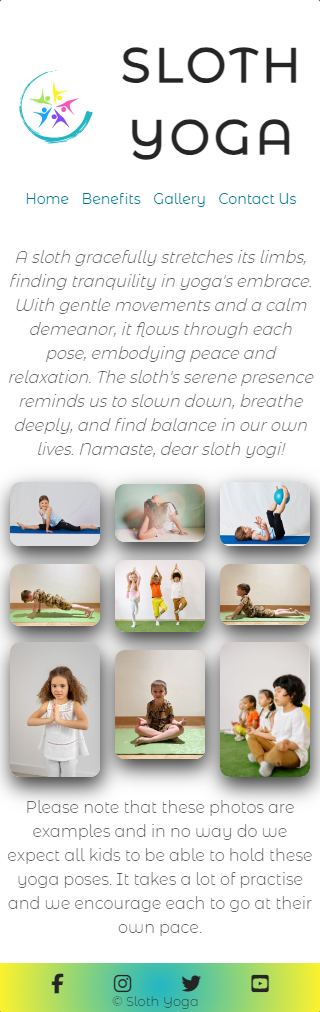 SLOTH
YOGA
Home Benefits Gallery Contact Us
A sloth gracefully stretches its limbs,
finding tranquility in yoga's embrace.
With gentle movements and a calm
demeanor, it flows through each
pose, embodying peace and
relaxation. The sloth's serene presence
reminds us to slown down, breathe
deeply, and find balance in our own
lives. Namaste, dear sloth yogi!
Please note that these photos are
examples and in no way do we
expect all kids to be able to hold these
yoga poses. It takes a lot of practise
and we encourage each to go at their
own pace.
© Sloth Yoga